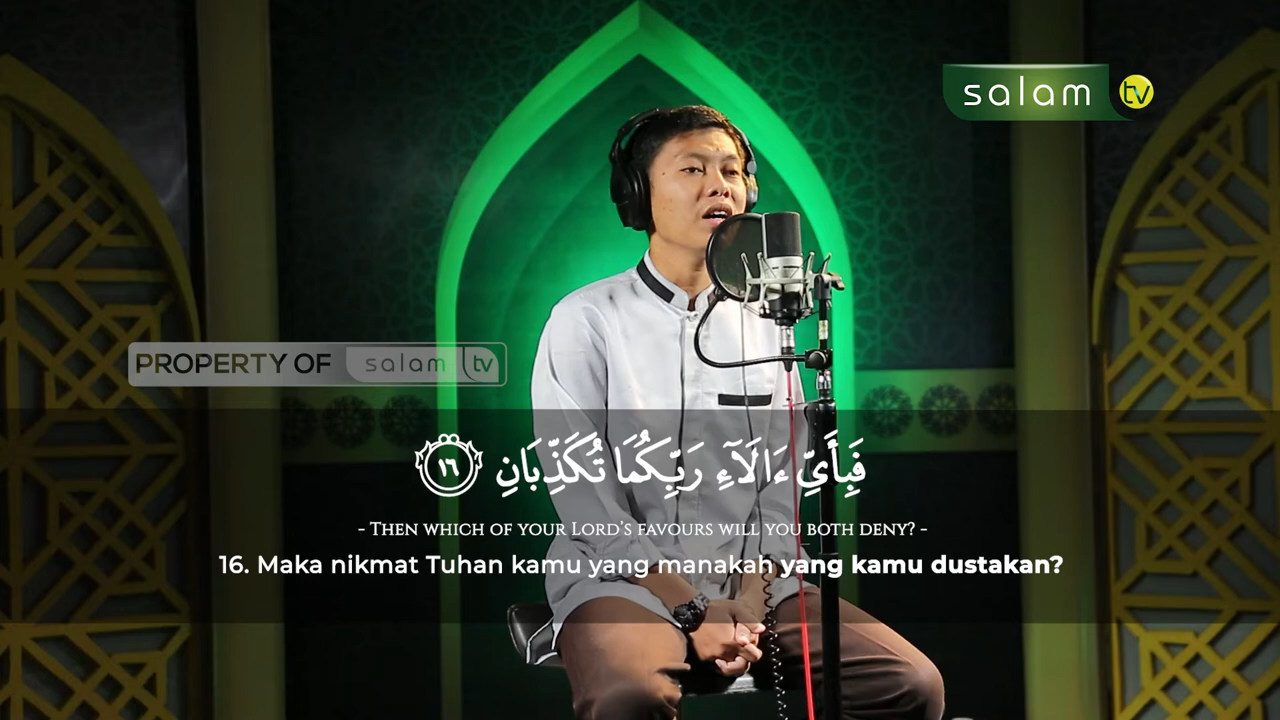 salam tv
PROPERTY OF salam tv
فَبِأَيِّ ءَالَآءِ رَبِّكُمَا تُكَذِّبَانِ ١٦
- Then which of your Lord's favours will you both deny? -
16. Maka nikmat Tuhan kamu yang manakah yang kamu dustakan?